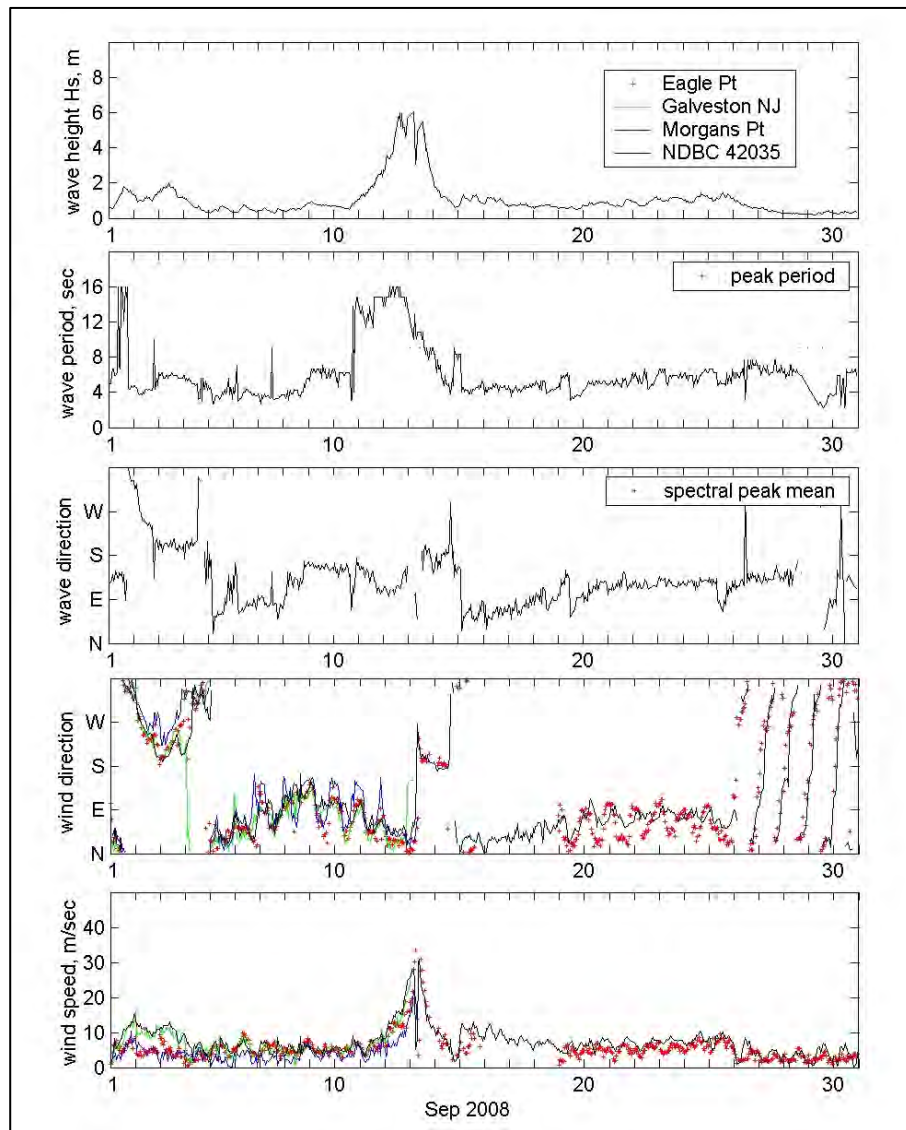 wave height Hs, m
8
6
4
2
0
Eagle Pt
Galveston NJ
Morgans Pt
NDBC 42035
1 10 20 30
wave period, sec
16
12
8
4
0
peak period
1 10 20 30
wave direction
W
S
E
N
spectral peak mean
1 10 20 30
wind direction
W
S
E
N
1 10 20 30
wind speed, m/sec
40
30
20
10
0
1 10 20 30
Sep 2008